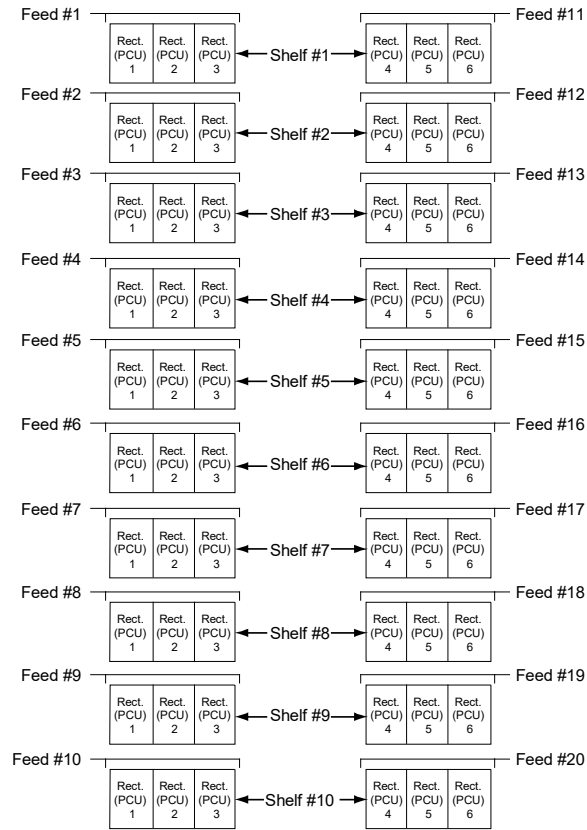 Feed #1 Feed #11
Rect. Rect. Rect. Rect. Rect. Rect.
(PCU) (PCU) (PCU) Shelf #1 (PCU) (PCU) (PCU)
1 2 3 4 5 6
Feed #2 Feed #12
Rect. Rect. Rect. Rect. Rect. Rect.
(PCU) (PCU) (PCU) Shelf #2 (PCU) (PCU) (PCU)
1 2 3 4 5 6
Feed #3 Feed #13
Rect. Rect. Rect. Rect. Rect. Rect.
(PCU) (PCU) (PCU) Shelf #3 (PCU) (PCU) (PCU)
1 2 3 4 5 6
Feed #4 Feed #14
Rect. Rect. Rect. Rect. Rect. Rect.
(PCU) (PCU) (PCU) Shelf #4 (PCU) (PCU) (PCU)
1 2 3 4 5 6
Feed #5 Feed #15
Rect. Rect. Rect. Rect. Rect. Rect.
(PCU) (PCU) (PCU) Shelf #5 (PCU) (PCU) (PCU)
1 2 3 4 5 6
Feed #6 Feed #16
Rect. Rect. Rect. Rect. Rect. Rect.
(PCU) (PCU) (PCU) Shelf #6 (PCU) (PCU) (PCU)
1 2 3 4 5 6
Feed #7 Feed #17
Rect. Rect. Rect. Rect. Rect. Rect.
(PCU) (PCU) (PCU) Shelf #7 (PCU) (PCU) (PCU)
1 2 3 4 5 6
Feed #8 Feed #18
Rect. Rect. Rect. Rect. Rect. Rect.
(PCU) (PCU) (PCU) Shelf #8 (PCU) (PCU) (PCU)
1 2 3 4 5 6
Feed #9 Feed #19
Rect. Rect. Rect. Rect. Rect. Rect.
(PCU) (PCU) (PCU) Shelf #9 (PCU) (PCU) (PCU)
1 2 3 4 5 6
Feed #10 Feed #20
Rect. Rect. Rect. Rect. Rect. Rect.
(PCU) (PCU) (PCU) Shelf #10 (PCU) (PCU) (PCU)
1 2 3 4 5 6